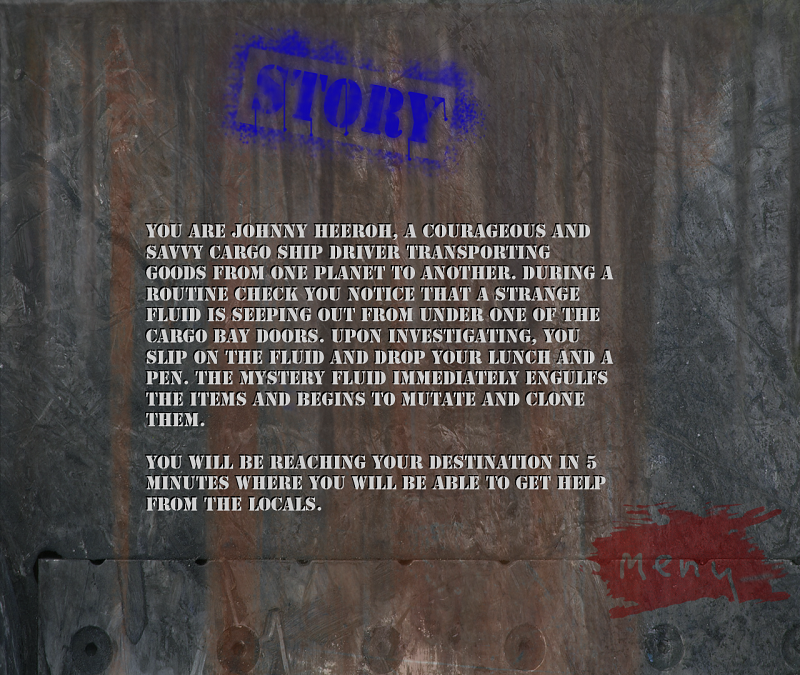 STORY
YOU ARE JOHNNY HEEROH, A COURAGEOUS AND
SAVVY CARGO SHIP DRIVER TRANSPORTING
GOODS FROM ONE PLANET TO ANOTHER. DURING A
ROUTINE CHECK YOU NOTICE THAT A STRANGE
FLUID IS SEEPING OUT FROM UNDER ONE OF THE
CARGO BAY DOORS. UPON INVESTIGATING, YOU
SLIP ON THE FLUID AND DROP YOUR LUNCH AND A
PEN. THE MYSTERY FLUID IMMEDIATELY ENGULFS
THE ITEMS AND BEGINS TO MUTATE AND CLONE
THEM.
YOU WILL BE REACHING YOUR DESTINATION IN 5
MINUTES WHERE YOU WILL BE ABLE TO GET HELP
FROM THE LOCALS.
Meny